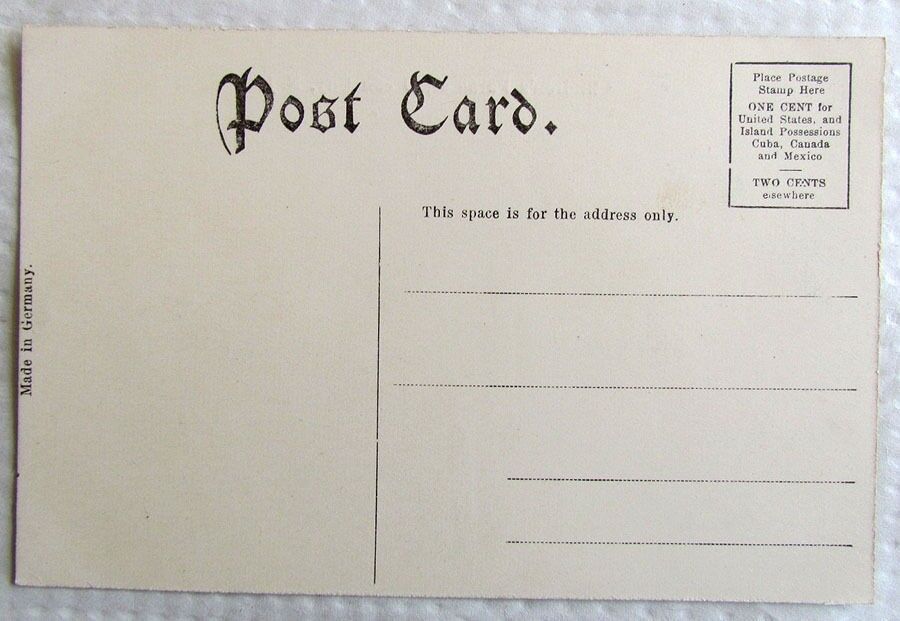 Post Card.
Place Postage
Stamp Here
ONE CENT for
United States, and
Island Possessions
Cuba, Canada
and Mexico
TWO CENTS
elsewhere
This space is for the address only.
Made in Germany.